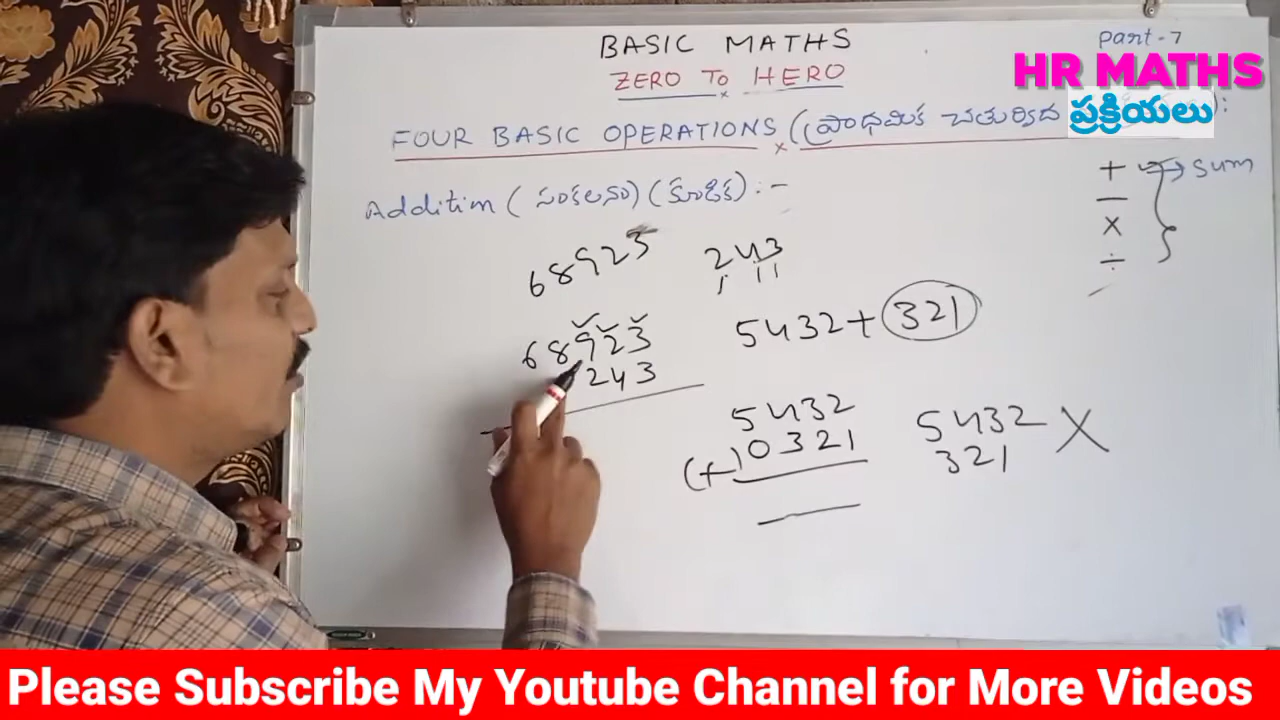 BASIC MATHS
Part-7
HR MATHS
ZERO TO HERO
FOUR BASIC OPERATIONS (ప్రాథమిక చతుర్విద ప్రక్రియలు):
Addition (సంకలనం) (కూడిక) :-
+ → sum
-
×
÷
68923
243
68923
243
5432+321
5432
(+) 0321
5432
321
×
Please Subscribe My Youtube Channel for More Videos